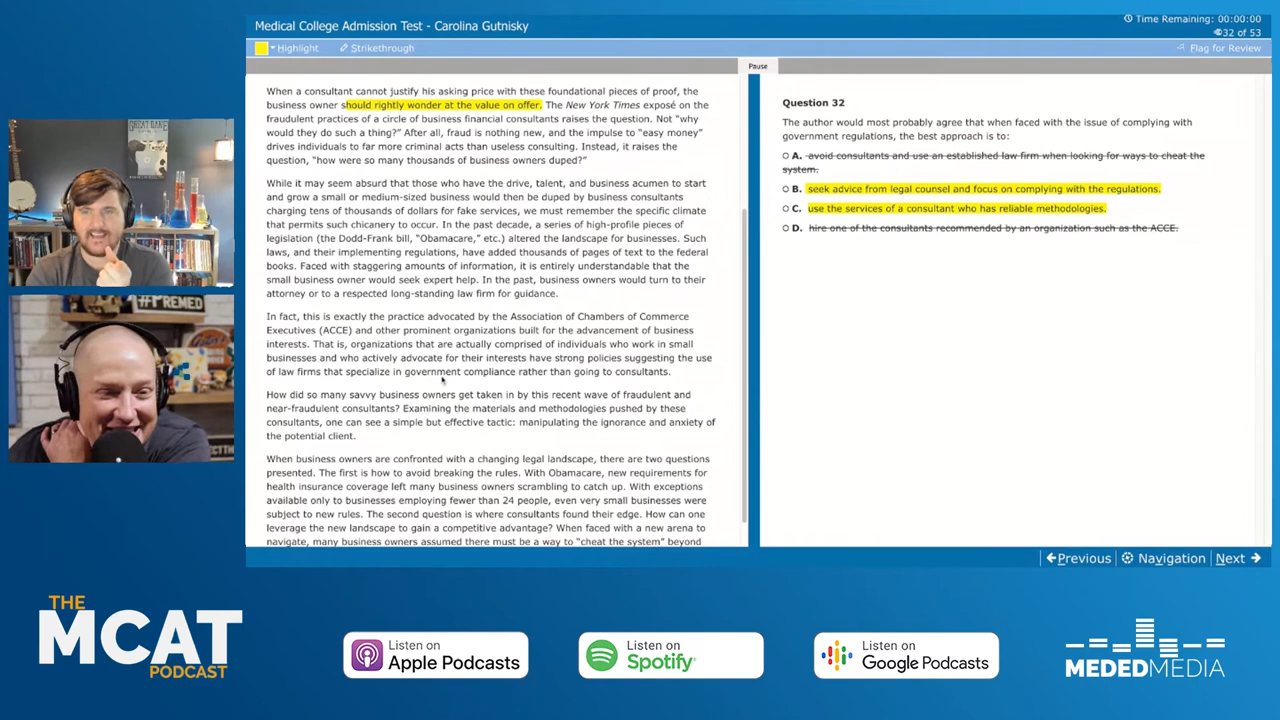 Medical College Admission Test - Carolina Gutnisky
Time Remaining: 00:00:00
32 of 53
Highlight
Strikethrough
Flag for Review
Pause
When a consultant cannot justify his asking price with these foundational pieces of proof, the
business owner should rightly wonder at the value on offer. The New York Times exposé on the
fraudulent practices of a circle of business financial consultants raises the question. Not “why
would they do such a thing?” After all, fraud is nothing new, and the impulse to “easy money”
drives individuals to far more criminal acts than useless consulting. Instead, it raises the
question, “how were so many thousands of business owners duped?”
While it may seem absurd that those who have the drive, talent, and business acumen to start
and grow a small or medium-sized business would then be duped by business consultants
charging tens of thousands of dollars for fake services, we must remember the specific climate
that permits such chicanery to occur. In the past decade, a series of high-profile pieces of
legislation (the Dodd-Frank bill, “Obamacare,” etc.) altered the landscape for businesses. Such
laws, and their implementing regulations, have added thousands of pages of text to the federal
books. Faced with staggering amounts of information, it is entirely understandable that the
small business owner would seek expert help. In the past, business owners would turn to their
attorney or to a respected long-standing law firm for guidance.
In fact, this is exactly the practice advocated by the Association of Chambers of Commerce
Executives (ACCE) and other prominent organizations built for the advancement of business
interests. That is, organizations that are actually comprised of individuals who work in small
businesses and who actively advocate for their interests have strong policies suggesting the use
of law firms that specialize in government compliance rather than going to consultants.
How did so many savvy business owners get taken in by this recent wave of fraudulent and
near-fraudulent consultants? Examining the materials and methodologies pushed by these
consultants, one can see a simple but effective tactic: manipulating the ignorance and anxiety of
the potential client.
When business owners are confronted with a changing legal landscape, there are two questions
presented. The first is how to avoid breaking the rules. With Obamacare, new requirements for
health insurance coverage left many business owners scrambling to catch up. With exceptions
available only to businesses employing fewer than 24 people, even very small businesses were
subject to new rules. The second question is where consultants found their edge. How can one
leverage the new landscape to gain a competitive advantage? When faced with a new arena to
navigate, many business owners assumed there must be a way to “cheat the system” beyond
Question 32
The author would most probably agree that when faced with the issue of complying with
government regulations, the best approach is to:
A. avoid consultants and use an established law firm when looking for ways to cheat the
system.
B. seek advice from legal counsel and focus on complying with the regulations.
C. use the services of a consultant who has reliable methodologies.
D. hire one of the consultants recommended by an organization such as the ACCE.
Previous
Navigation
Next
GREAT DANE
#PREMED
THE
MCAT
PODCAST
Listen on
Apple Podcasts
Listen on
Spotify
Listen on
Google Podcasts
MEDEDMEDIA